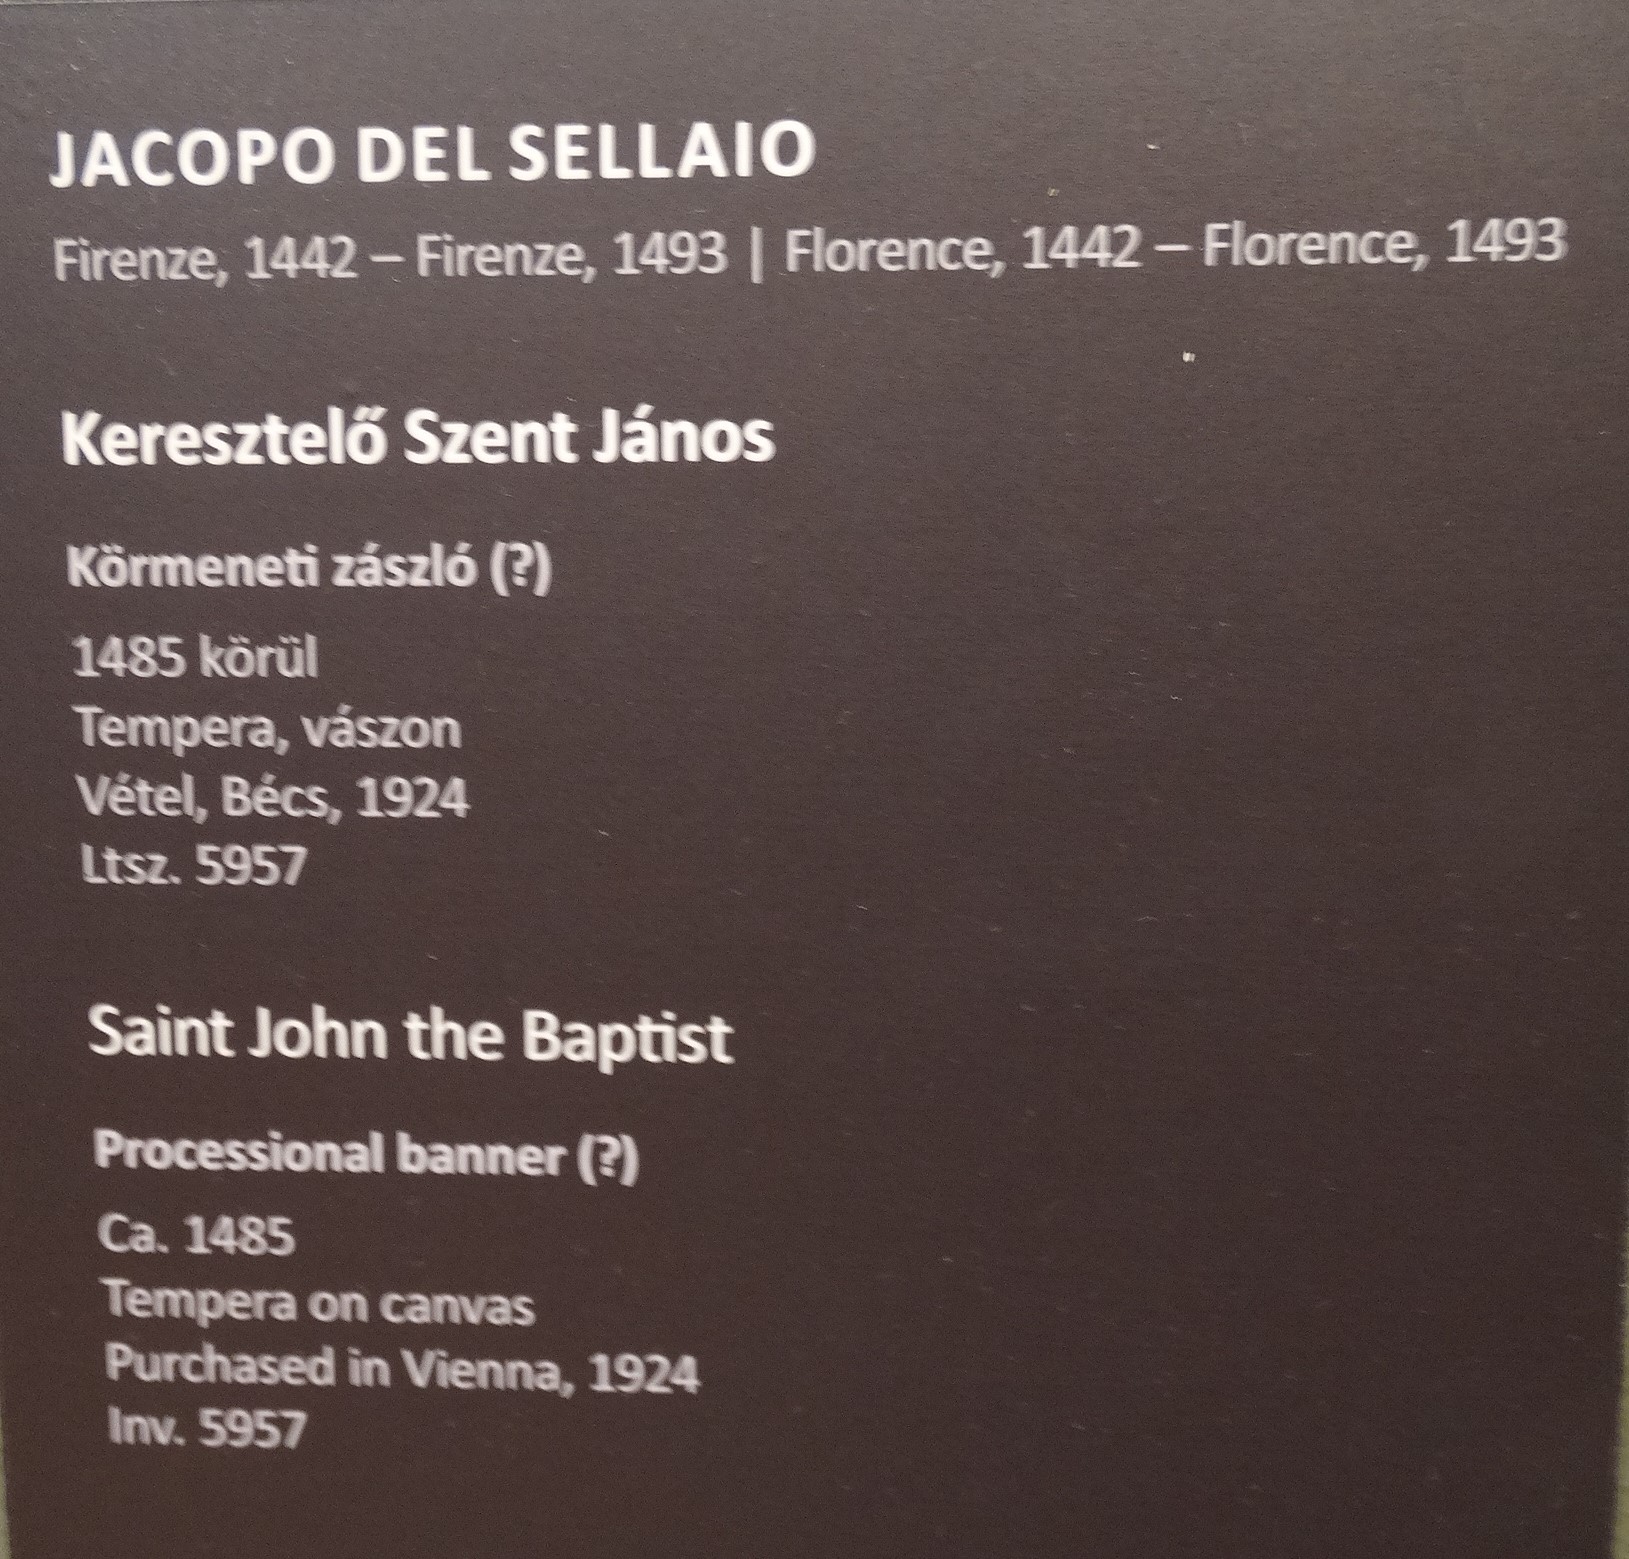 JACOPO DEL SELLAIO
Firenze, 1442 – Firenze, 1493 | Florence, 1442 – Florence, 1493
Keresztelő Szent János
Körmeneti zászló (?)
1485 körül
Tempera, vászon
Vétel, Bécs, 1924
Ltsz. 5957
Saint John the Baptist
Processional banner (?)
Ca. 1485
Tempera on canvas
Purchased in Vienna, 1924
Inv. 5957